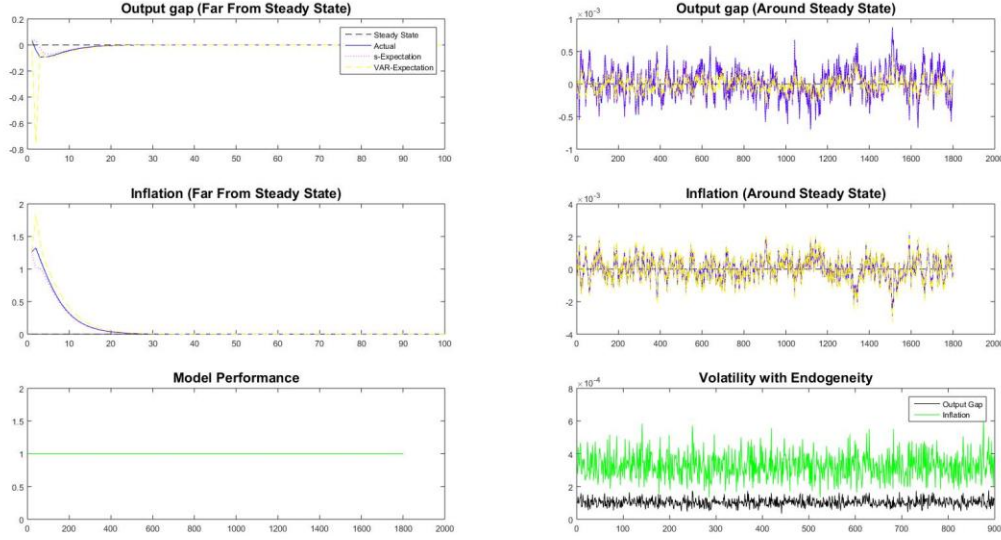 Output gap (Far From Steady State)
0.2
0
-0.2
-0.4
-0.6
-0.8
Steady State
Actual
s-Expectation
VAR-Expectation
0 10 20 30 40 50 60 70 80 90 100
Output gap (Around Steady State)
×10⁻³
1
0.5
0
-0.5
-1
0 200 400 600 800 1000 1200 1400 1600 1800 2000
Inflation (Far From Steady State)
2
1.5
1
0.5
0
0 10 20 30 40 50 60 70 80 90 100
Inflation (Around Steady State)
×10⁻³
4
2
0
-2
-4
0 200 400 600 800 1000 1200 1400 1600 1800 2000
Model Performance
2
1.5
1
0.5
0
0 200 400 600 800 1000 1200 1400 1600 1800 2000
Volatility with Endogeneity
×10⁻⁴
8
6
4
2
0
Output Gap
Inflation
0 100 200 300 400 500 600 700 800 900